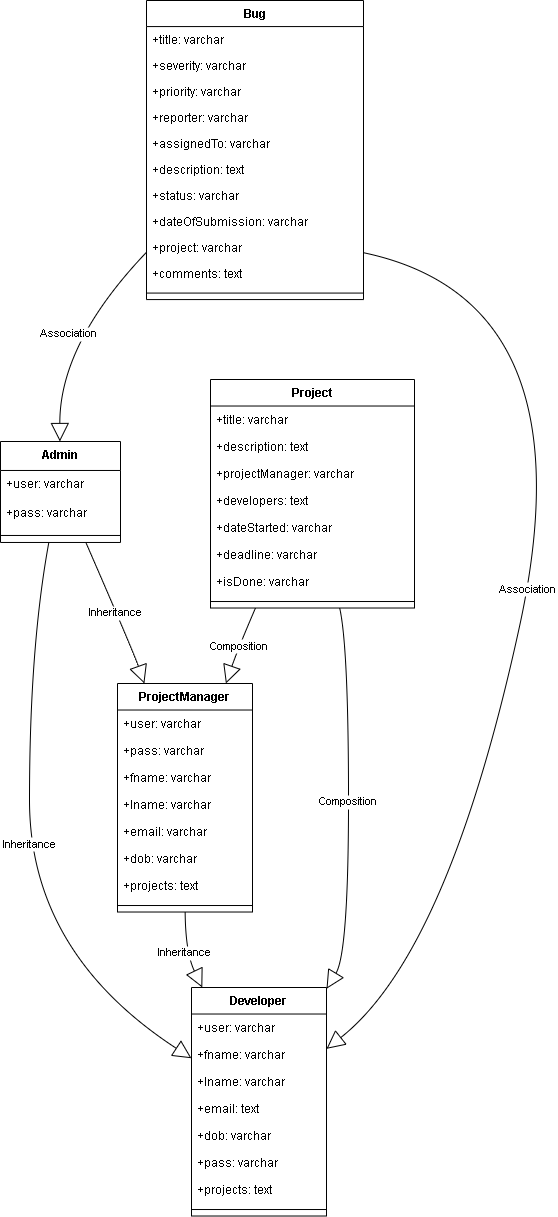 Bug
+title: varchar
+severity: varchar
+priority: varchar
+reporter: varchar
+assignedTo: varchar
+description: text
+status: varchar
+dateOfSubmission: varchar
+project: varchar
+comments: text
Association
Project
+title: varchar
+description: text
+projectManager: varchar
+developers: text
+dateStarted: varchar
+deadline: varchar
+isDone: varchar
Admin
+user: varchar
+pass: varchar
Association
Inheritance
Composition
ProjectManager
+user: varchar
+pass: varchar
+fname: varchar
+lname: varchar
+email: varchar
+dob: varchar
+projects: text
Composition
Inheritance
Inheritance
Developer
+user: varchar
+fname: varchar
+lname: varchar
+email: text
+dob: varchar
+pass: varchar
+projects: text